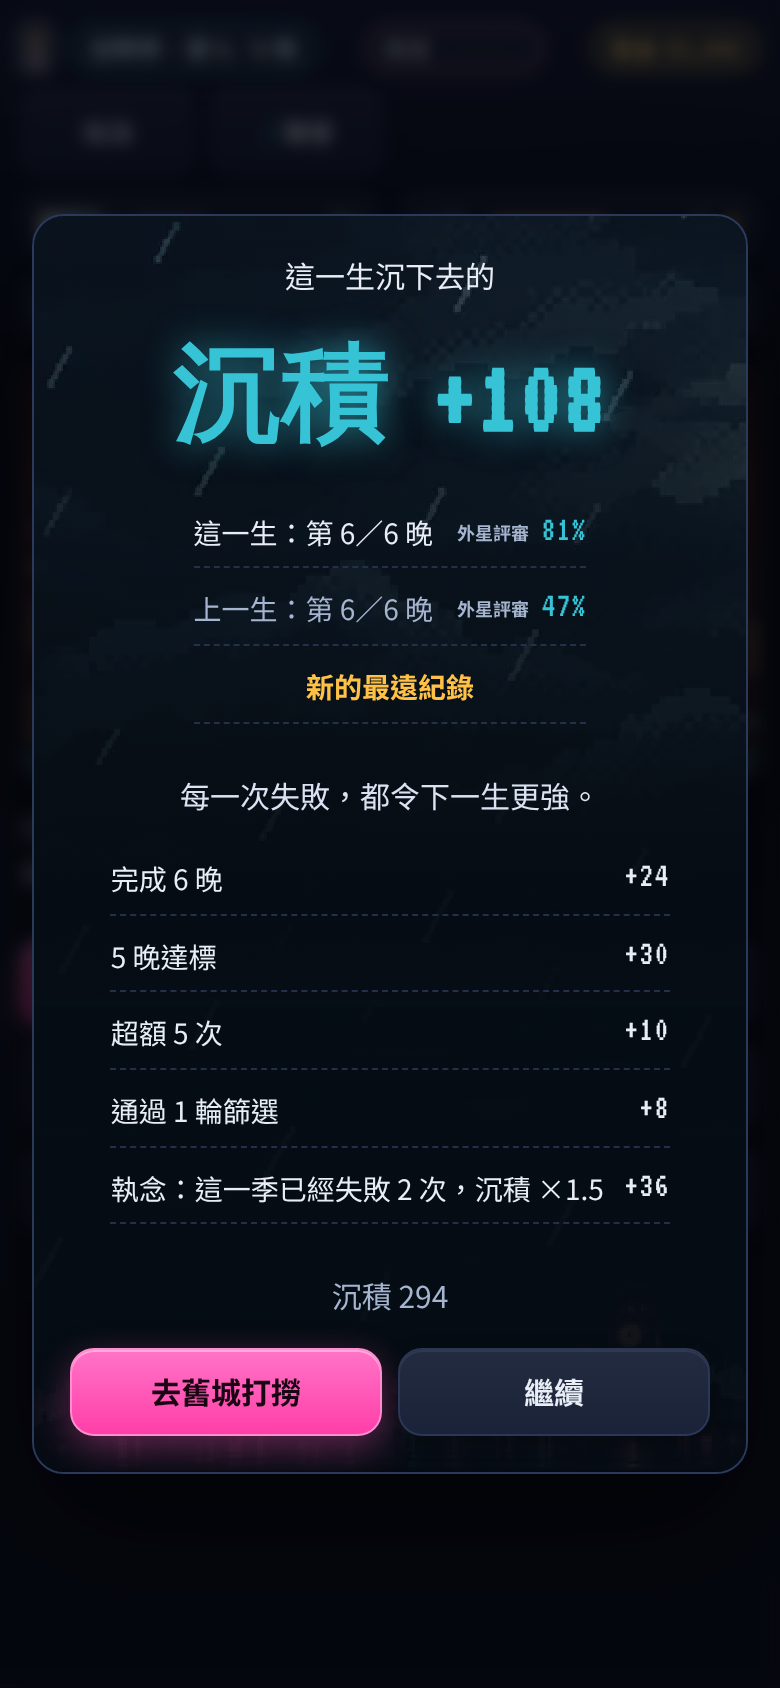 這一生沉下去的
沉積 +108
這一生：第 6／6 晚 外星評審 81%
上一生：第 6／6 晚 外星評審 47%
新的最遠紀錄
每一次失敗，都令下一生更強。
完成 6 晚 +24
5 晚達標 +30
超額 5 次 +10
通過 1 輪篩選 +8
執念：這一季已經失敗 2 次，沉積 ×1.5 +36
沉積 294
去舊城打撈
繼續